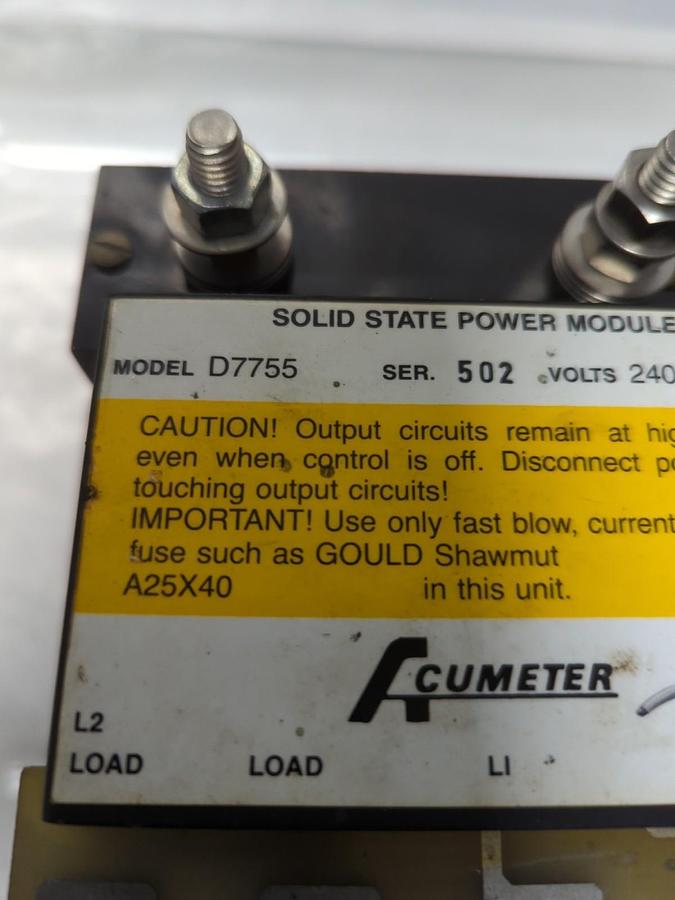 SOLID STATE POWER MODULE
MODEL D7755 SER. 502 VOLTS 240
CAUTION! Output circuits remain at
even when control is off. Disconnect
touching output circuits!
IMPORTANT! Use only fast blow, current
fuse such as GOULD Shawmut
A25X40 in this unit.
ACUMETER
L2
LOAD LOAD LI